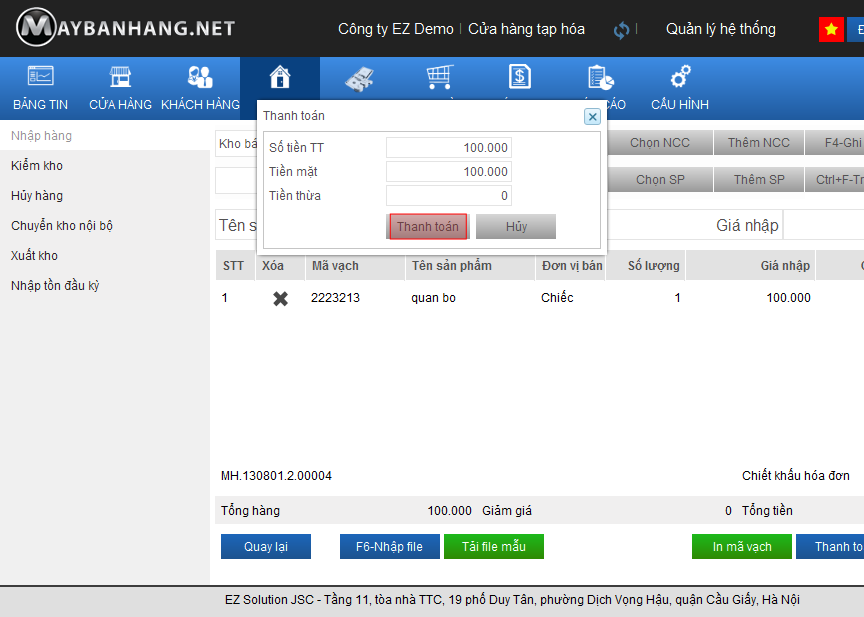 MAYBANHANG.NET
Công ty EZ Demo | Cửa hàng tạp hóa | Quản lý hệ thống
BẢNG TIN CỬA HÀNG KHÁCH HÀNG CẤU HÌNH
Nhập hàng
Kiểm kho
Hủy hàng
Chuyển kho nội bộ
Xuất kho
Nhập tồn đầu kỳ
Thanh toán
Số tiền TT 100.000
Tiền mặt 100.000
Tiền thừa 0
Thanh toán Hủy
Kho Chọn NCC Thêm NCC F4-Ghi
Chọn SP Thêm SP
Tên Giá nhập
STT Xóa Mã vạch Tên sản phẩm Đơn vị bán Số lượng Giá nhập
1 2223213 quan bo Chiếc 1 100.000
MH.130801.2.00004 Chiết khấu hóa đơn
Tổng hàng 100.000 Giảm giá 0 Tổng tiền
Quay lại F6-Nhập file Tải file mẫu In mã vạch Thanh
EZ Solution JSC - Tầng 11, tòa nhà TTC, 19 phố Duy Tân, phường Dịch Vọng Hậu, quận Cầu Giấy, Hà Nội